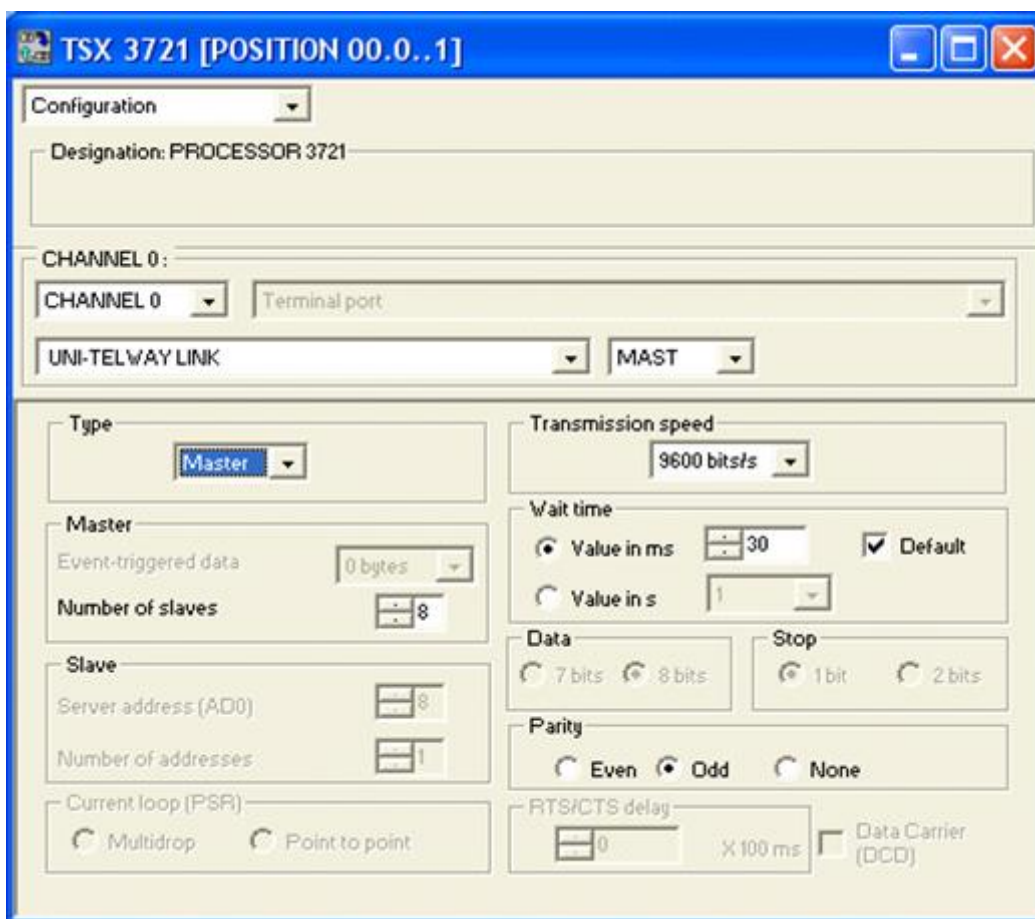 TSX 3721 [POSITION 00.0..1]
Configuration
Designation: PROCESSOR 3721
CHANNEL 0 :
CHANNEL 0 Terminal port
UNI-TELWAY LINK MAST
Type
Master
Transmission speed
9600 bits/s
Master
Event-triggered data 0 bytes
Number of slaves 8
Wait time
Value in ms 30 Default
Value in s 1
Slave
Server address (AD0) 8
Number of addresses 1
Data
7 bits 8 bits
Stop
1 bit 2 bits
Parity
Even Odd None
Current loop (PSR)
Multidrop Point to point
RTS/CTS delay
0 X 100 ms
Data Carrier
(DCD)